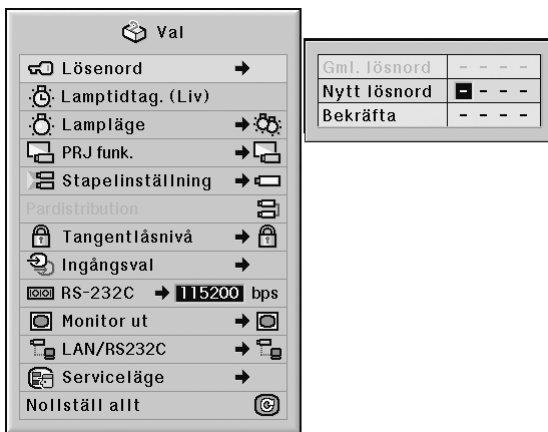 Val
Lösenord
Lamptidtag. (Liv)
Lampläge
PRJ funk.
Stapelinställning
Pardistribution
Tangentlåsnivå
Ingångsval
RS-232C 115200 bps
Monitor ut
LAN/RS232C
Serviceläge
Nollställ allt
Gml. lösnord - - - -
Nytt lösnord - - - -
Bekräfta - - - -